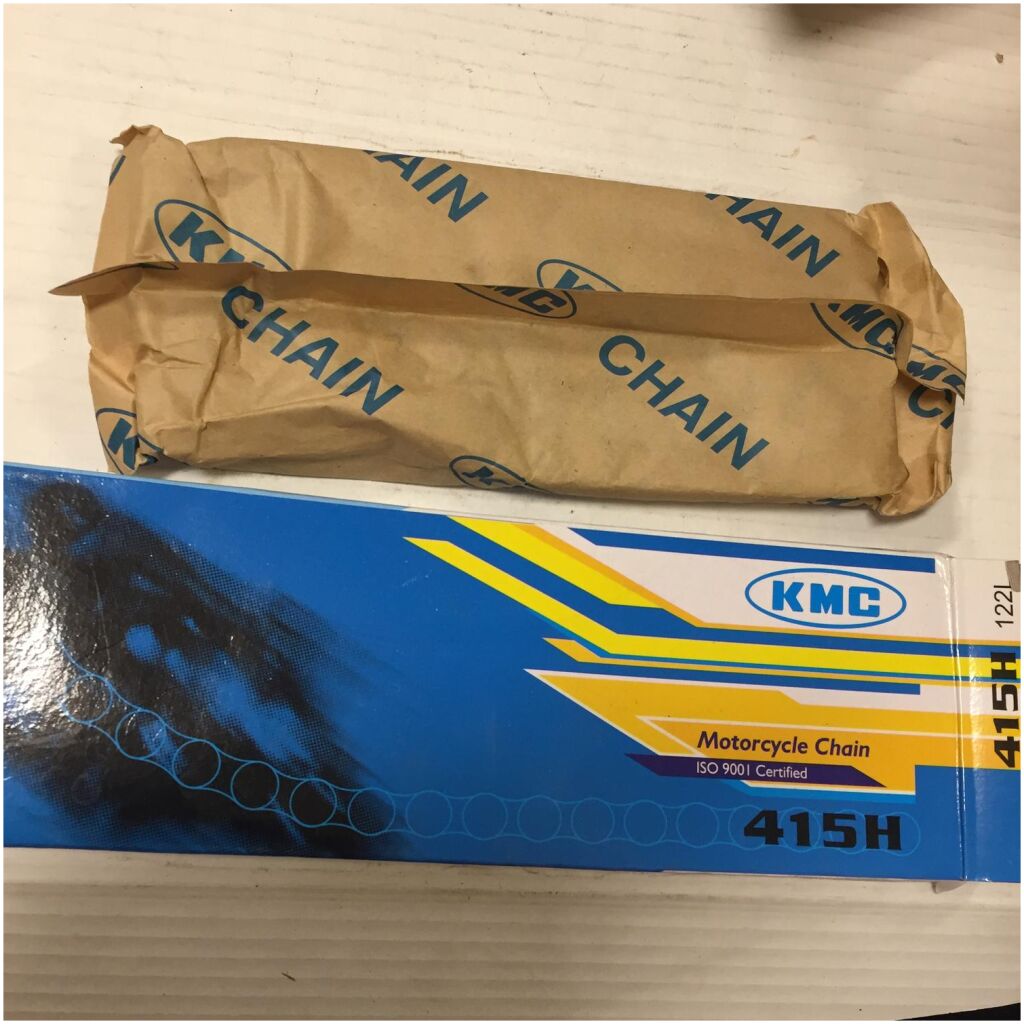 CHAIN
CHAIN
KMC
KMC
KMC
CHAIN
CHAIN
KMC
122L
415H
Motorcycle Chain
ISO 9001 Certified
415H